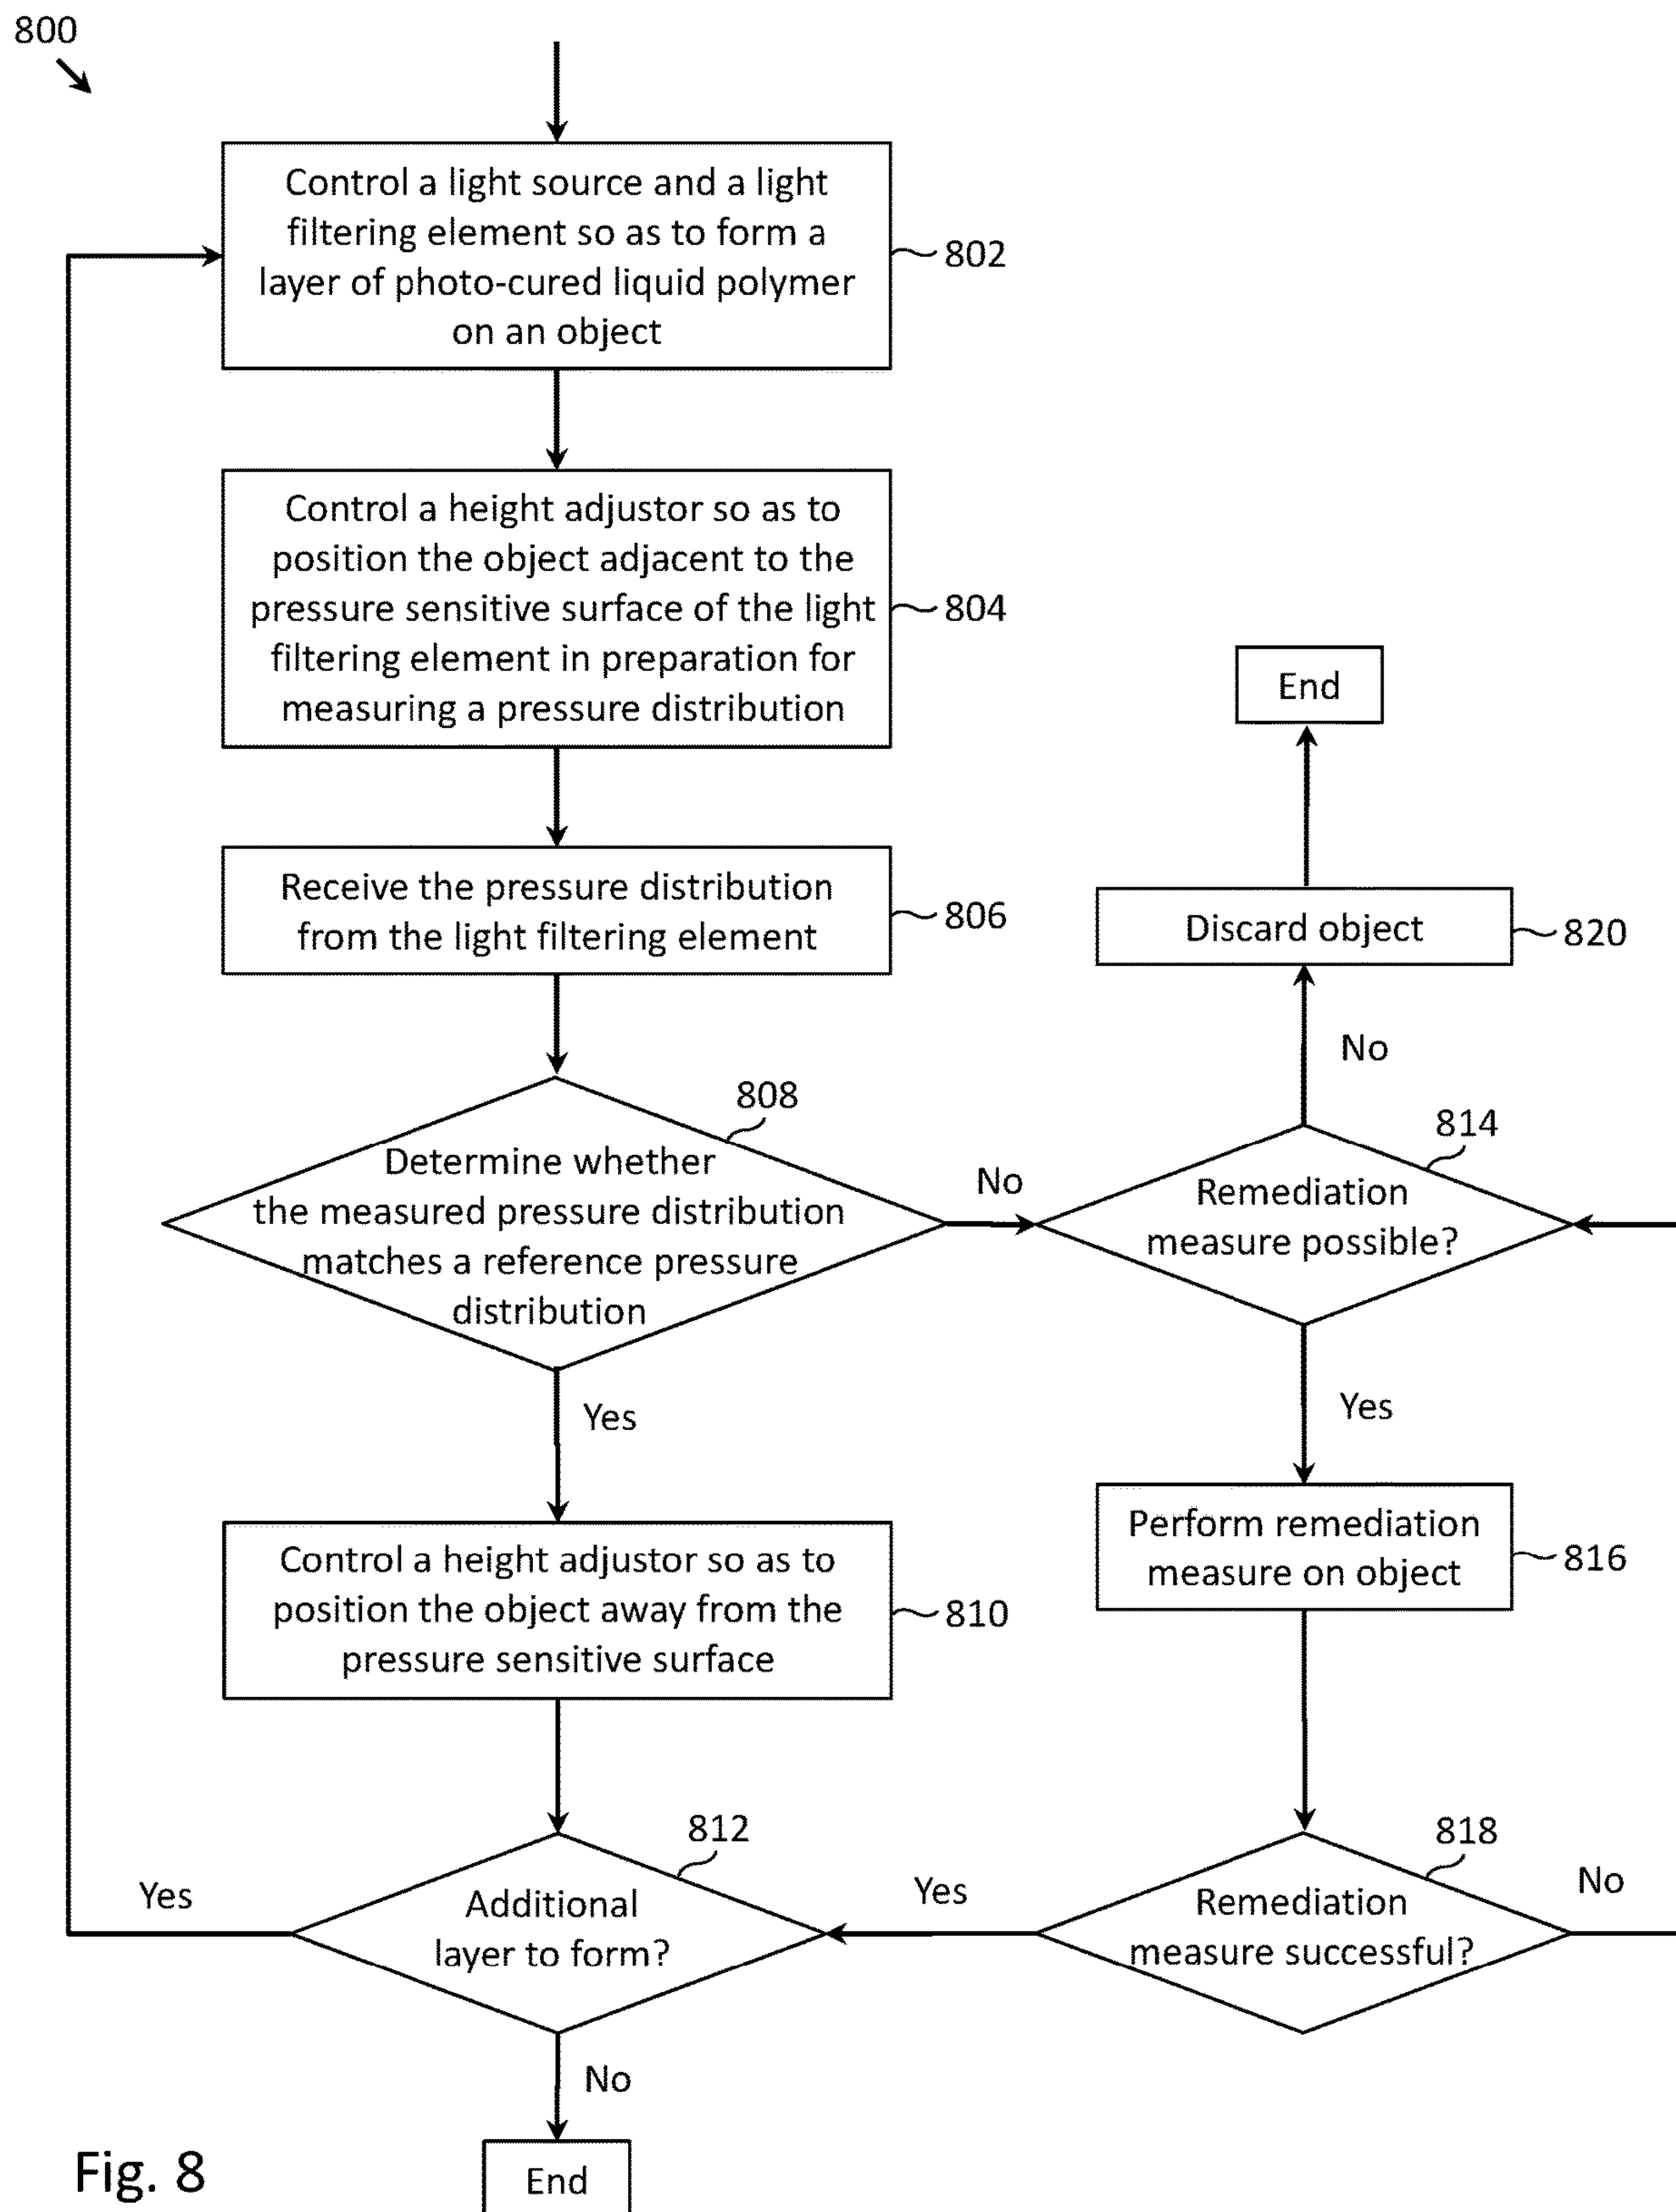 800
Control a light source and a light
filtering element so as to form a
layer of photo-cured liquid polymer
on an object
802
Control a height adjustor so as to
position the object adjacent to the
pressure sensitive surface of the light
filtering element in preparation for
measuring a pressure distribution
804
Receive the pressure distribution
from the light filtering element
806
808
Determine whether
the measured pressure distribution
matches a reference pressure
distribution
No
Yes
Control a height adjustor so as to
position the object away from the
pressure sensitive surface
810
812
Additional
layer to form?
Yes
No
End
End
Discard object
820
No
814
Remediation
measure possible?
Yes
Perform remediation
measure on object
816
818
Remediation
measure successful?
Yes
No
Fig. 8